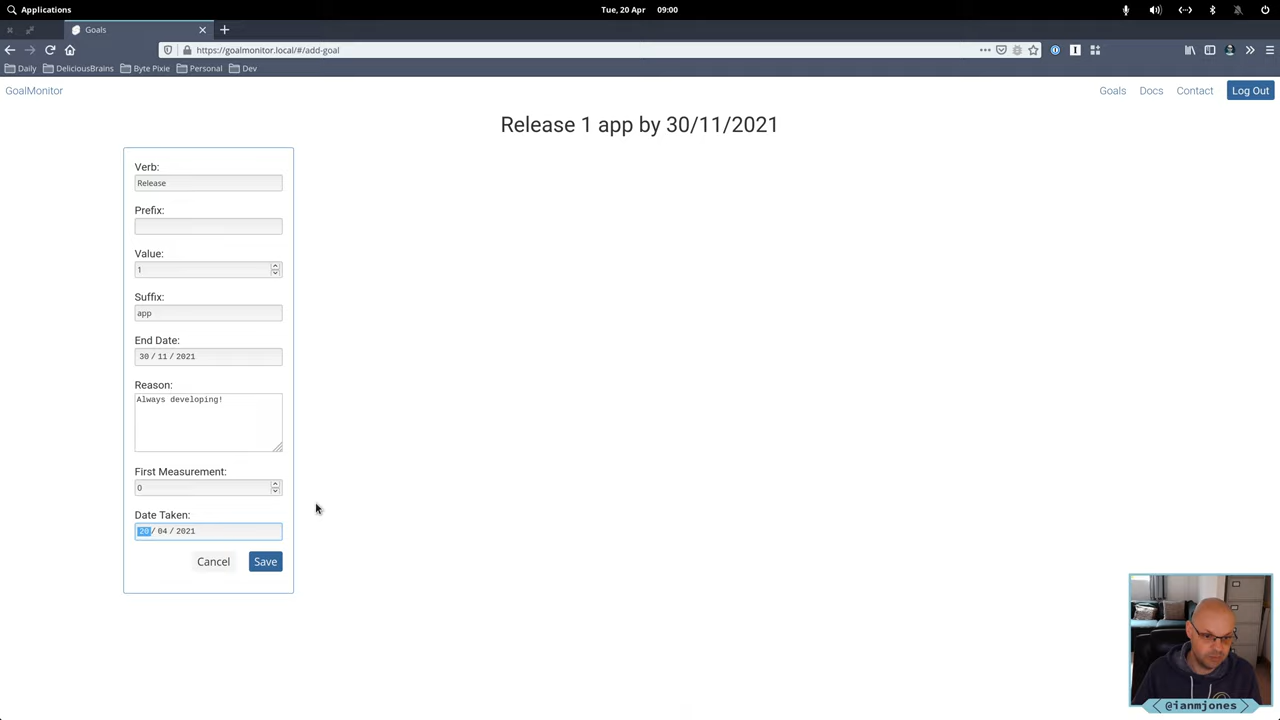 Applications
Tue, 20 Apr 09:00
Goals
https://goalmonitor.local/#/add-goal
Daily DeliciousBrains Byte Pixie Personal Dev
GoalMonitor Goals Docs Contact Log Out
Release 1 app by 30/11/2021
Verb:
Release
Prefix:
Value:
1
Suffix:
app
End Date:
30 / 11 / 2021
Reason:
Always developing!
First Measurement:
0
Date Taken:
20 / 04 / 2021
Cancel Save
@ianmjones